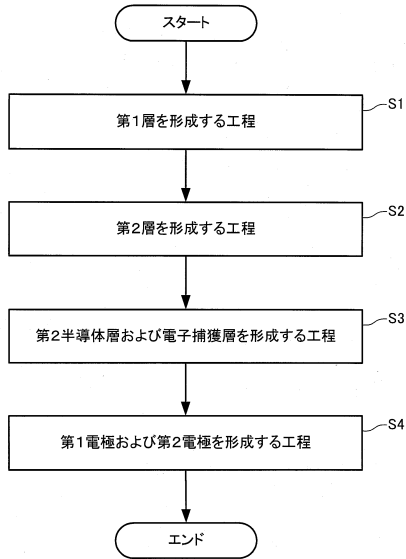 スタート
第1層を形成する工程
S1
第2層を形成する工程
S2
第2半導体層および電子捕獲層を形成する工程
S3
第1電極および第2電極を形成する工程
S4
エンド